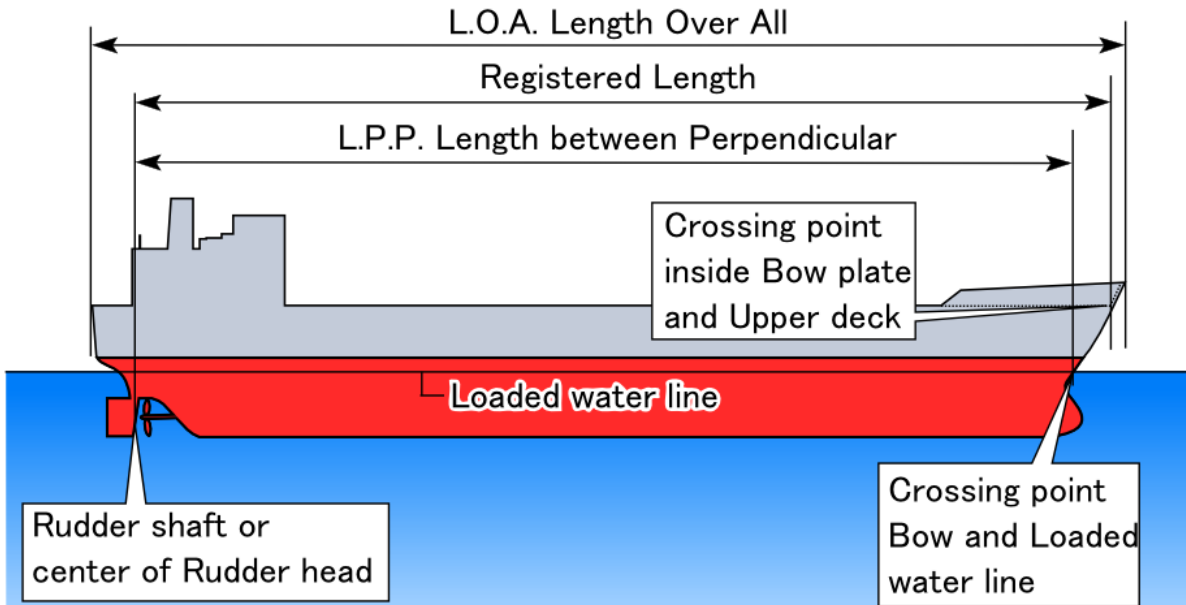 L.O.A. Length Over All
Registered Length
L.P.P. Length between Perpendicular
Crossing point
inside Bow plate
and Upper deck
Loaded water line
Rudder shaft or
center of Rudder head
Crossing point
Bow and Loaded
water line